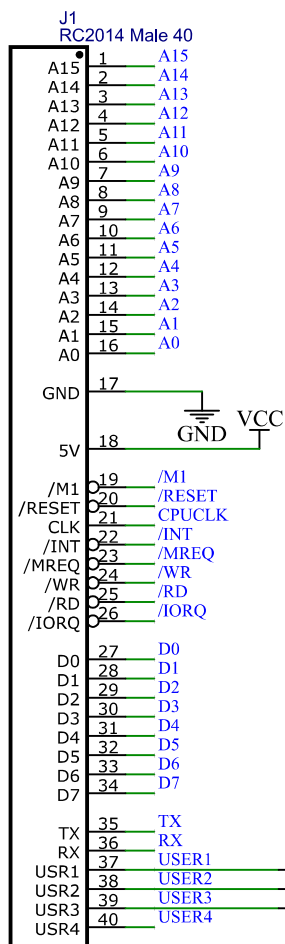 J1
RC2014 Male 40
A15 1 A15
A14 2 A14
A13 3 A13
A12 4 A12
A11 5 A11
A10 6 A10
A9 7 A9
A8 8 A8
A7 9 A7
A6 10 A6
A5 11 A5
A4 12 A4
A3 13 A3
A2 14 A2
A1 15 A1
A0 16 A0
GND 17
GND
VCC
5V 18
/M1 19 /M1
/RESET 20 /RESET
CLK 21 CPUCLK
/INT 22 /INT
/MREQ 23 /MREQ
/WR 24 /WR
/RD 25 /RD
/IORQ 26 /IORQ
D0 27 D0
D1 28 D1
D2 29 D2
D3 30 D3
D4 31 D4
D5 32 D5
D6 33 D6
D7 34 D7
TX 35 TX
RX 36 RX
USR1 37 USER1
USR2 38 USER2
USR3 39 USER3
USR4 40 USER4